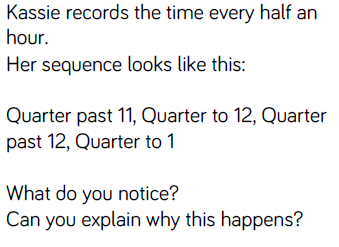 Kassie records the time every half an
hour.
Her sequence looks like this:
Quarter past 11, Quarter to 12, Quarter
past 12, Quarter to 1
What do you notice?
Can you explain why this happens?